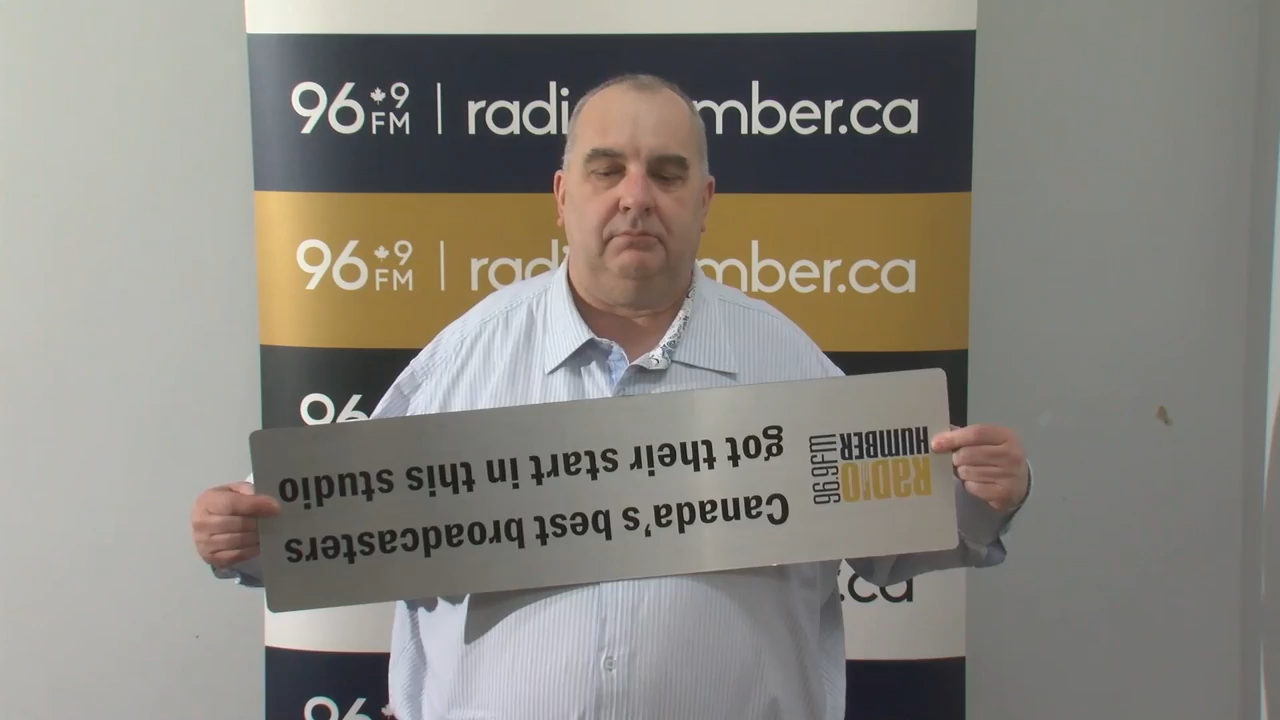 96.9 FM | radi mber.ca
96.9 FM | rad mber.ca
96
Canada's best broadcasters
got their start in this studio
RADIO
HUMBER
96.9FM
.ca
96